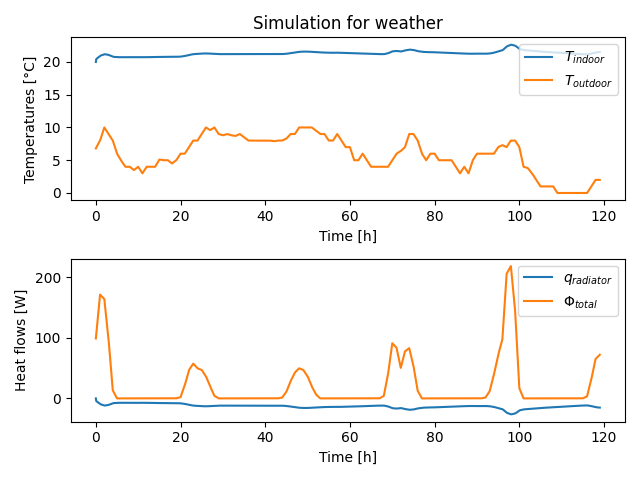 Simulation for weather
Temperatures [°C]
20
15
10
5
0
T_indoor
T_outdoor
0 20 40 60 80 100 120
Time [h]
Heat flows [W]
200
100
0
q_radiator
Φ_total
0 20 40 60 80 100 120
Time [h]